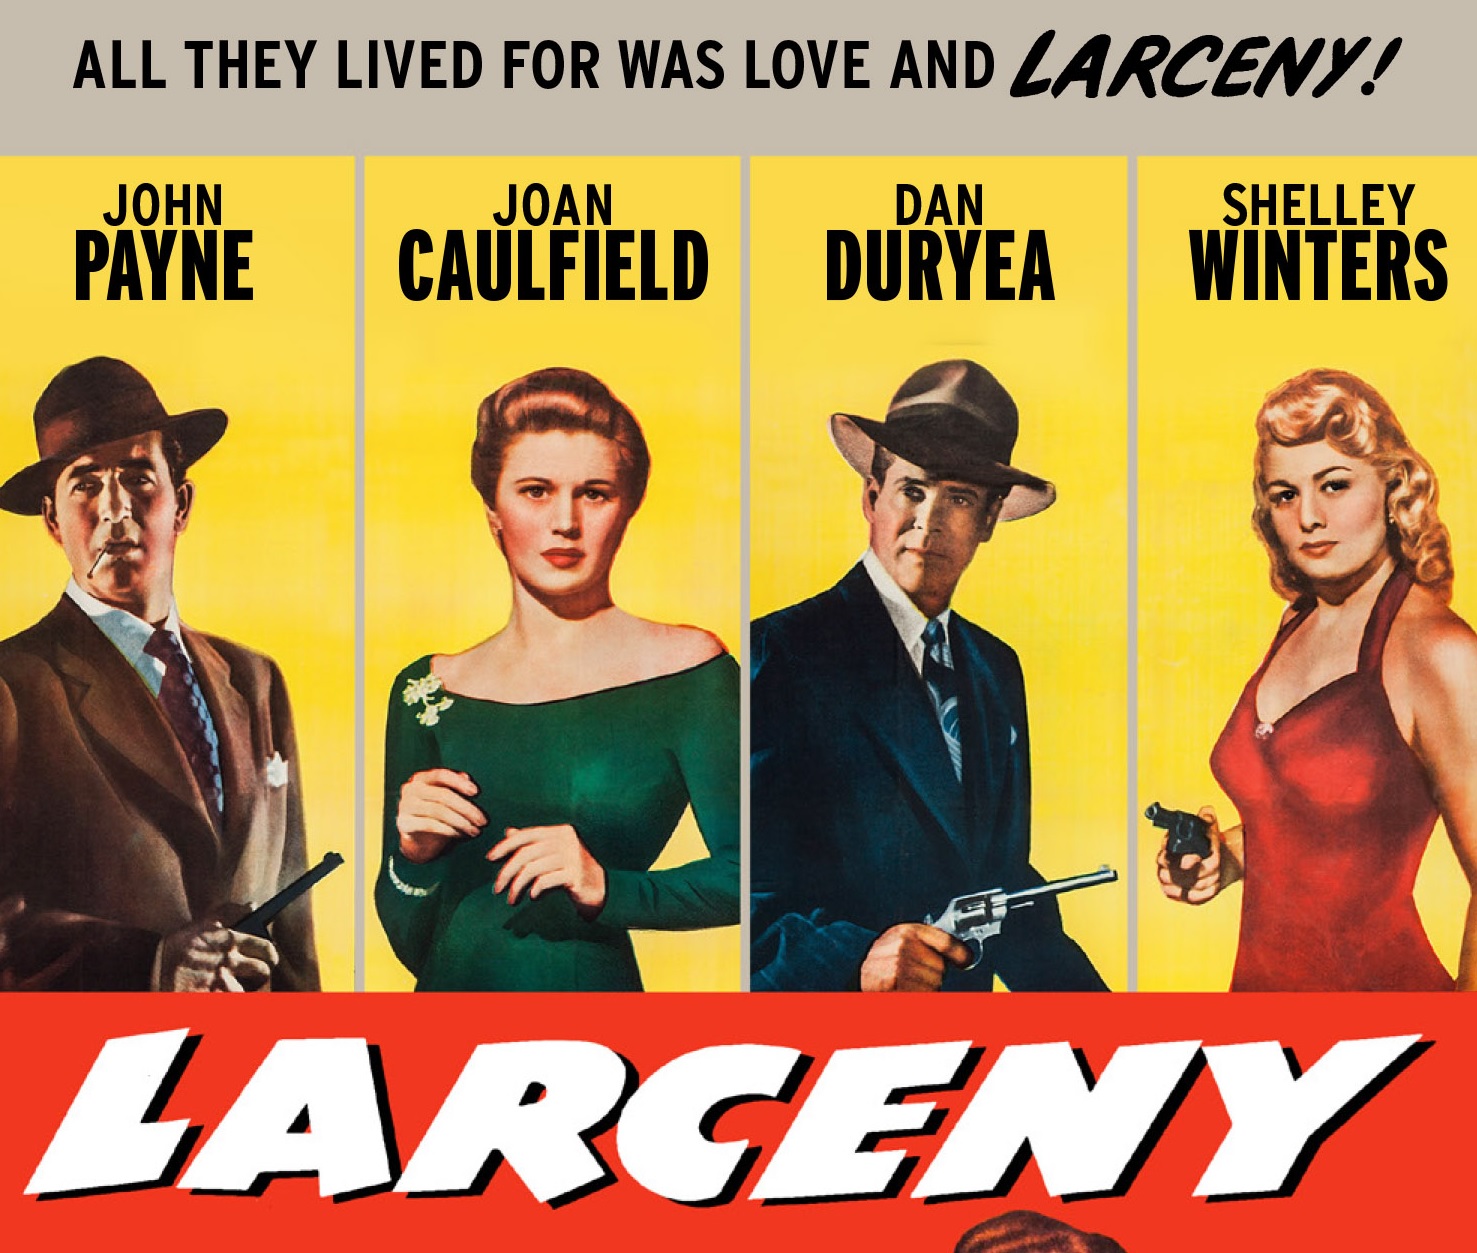 ALL THEY LIVED FOR WAS LOVE AND LARCENY!
JOHN
PAYNE
JOAN
CAULFIELD
DAN
DURYEA
SHELLEY
WINTERS
LARCENY